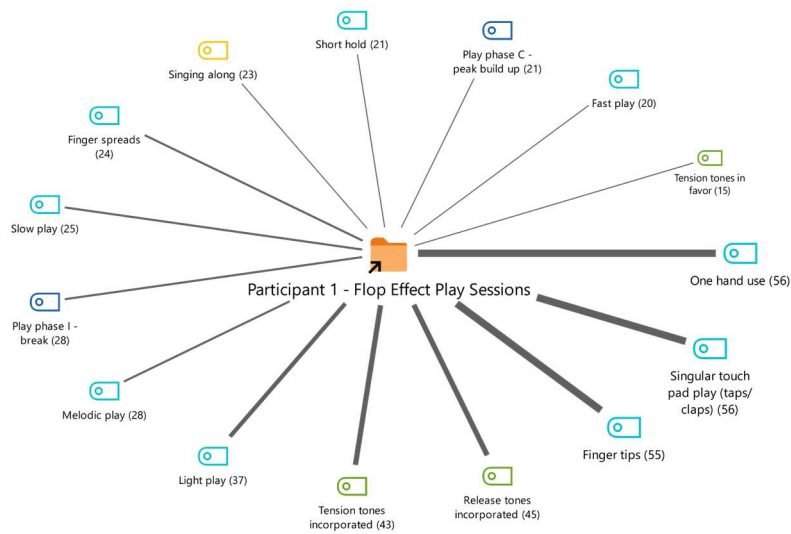 Short hold (21)
Play phase C -
peak build up (21)
Singing along (23)
Fast play (20)
Finger spreads
(24)
Tension tones in
favor (15)
Slow play (25)
One hand use (56)
Participant 1 - Flop Effect Play Sessions
Play phase I -
break (28)
Singular touch
pad play (taps/
claps) (56)
Melodic play (28)
Finger tips (55)
Light play (37)
Tension tones
incorporated (43)
Release tones
incorporated (45)